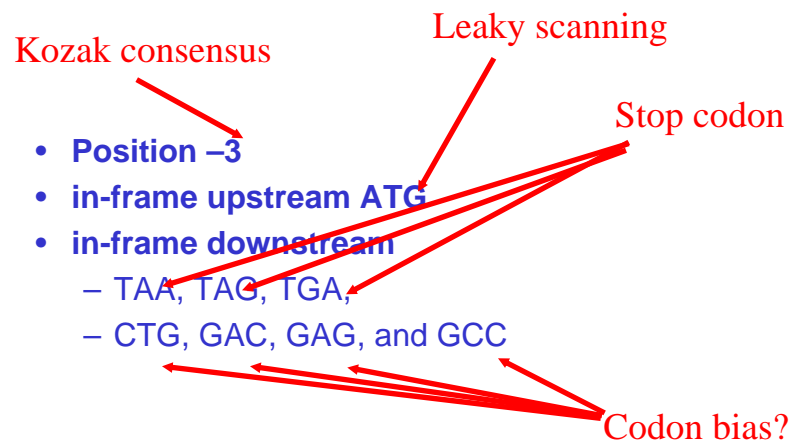 Leaky scanning
Kozak consensus
Stop codon
• Position –3
• in-frame upstream ATG
• in-frame downstream
– TAA, TAG, TGA,
– CTG, GAC, GAG, and GCC
Codon bias?